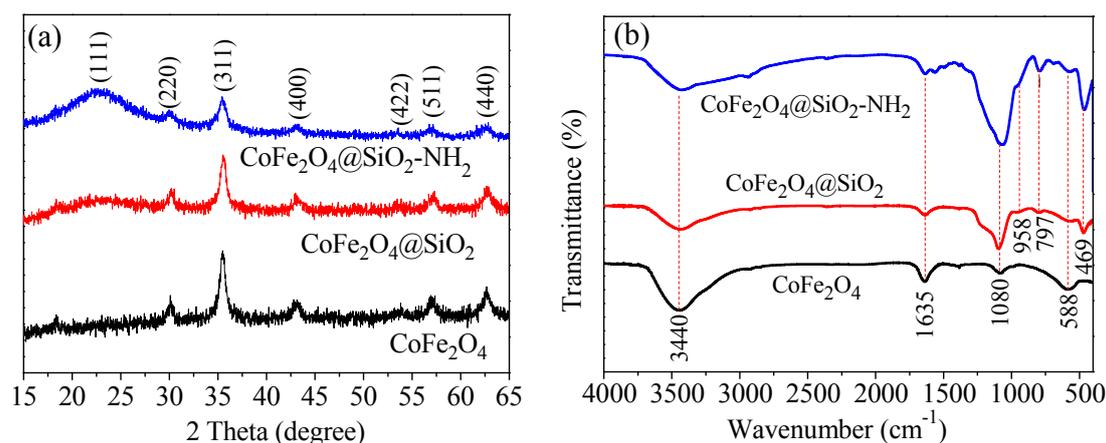 (a)
(111)
(220)
(311)
(400)
(422)
(511)
(440)
CoFe₂O₄@SiO₂-NH₂
CoFe₂O₄@SiO₂
CoFe₂O₄
15 20 25 30 35 40 45 50 55 60 65
2 Theta (degree)
(b)
Transmittance (%)
CoFe₂O₄@SiO₂-NH₂
CoFe₂O₄@SiO₂
CoFe₂O₄
3440
1635
1080
958
797
588
469
4000 3500 3000 2500 2000 1500 1000 500
Wavenumber (cm⁻¹)